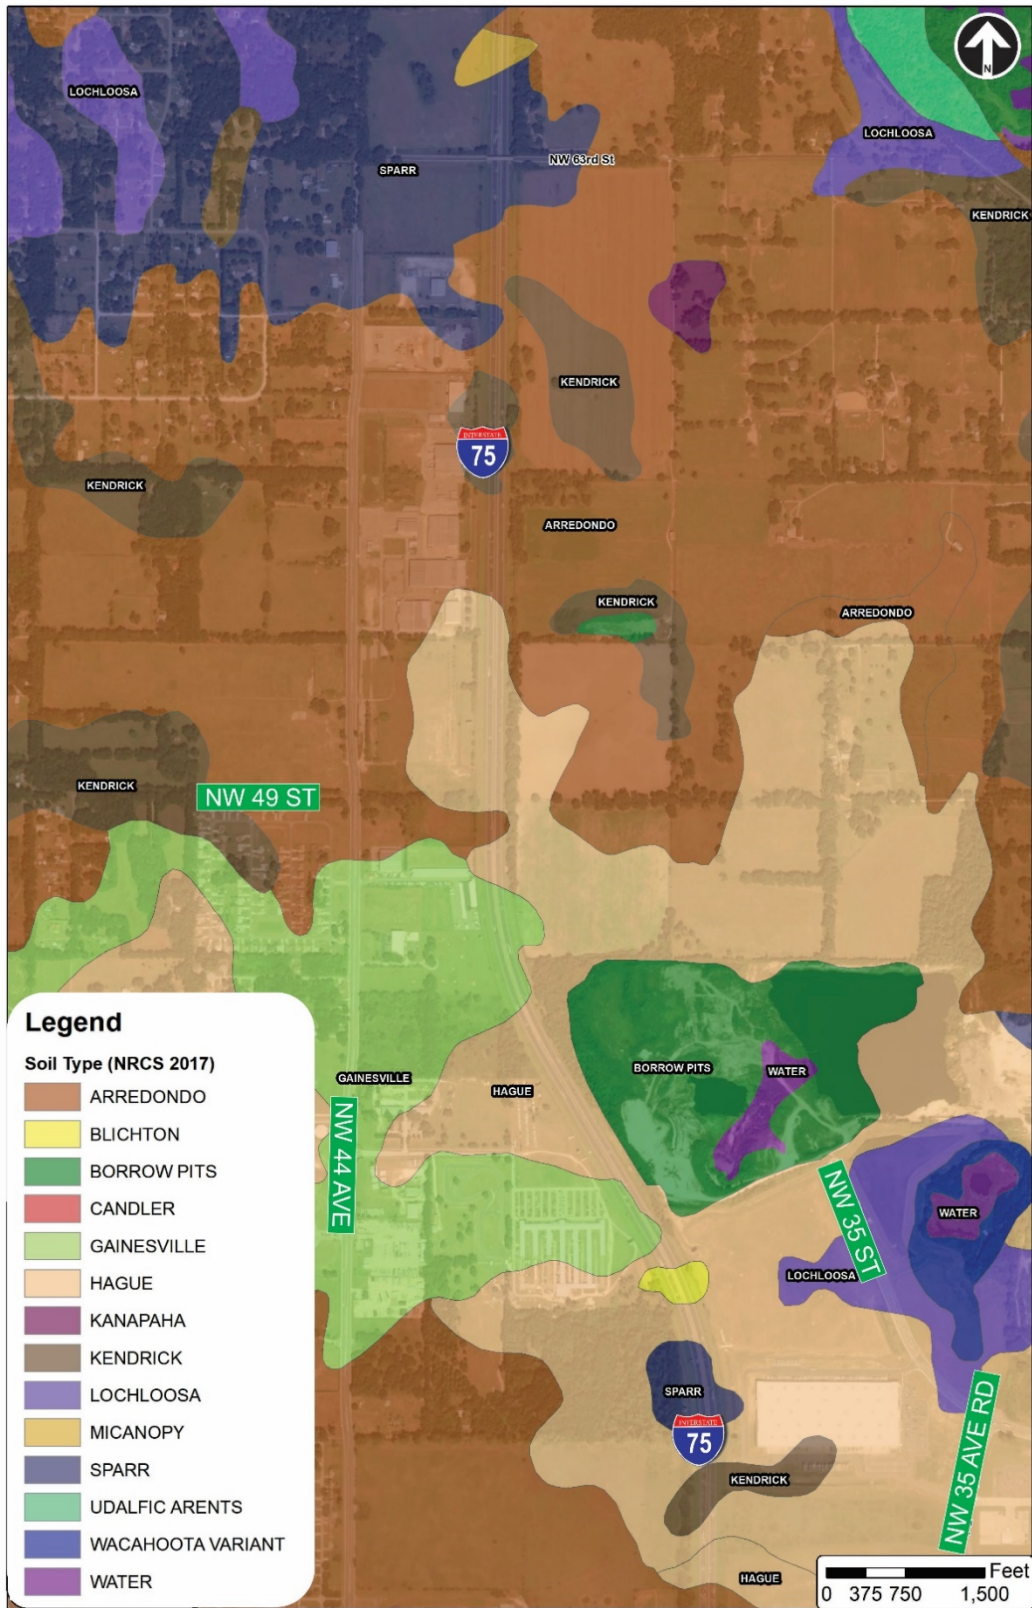 N
LOCHLOOSA
LOCHLOOSA
NW 63rd St
SPARR
KENDRICK
KENDRICK
INTERSTATE
75
KENDRICK
ARREDONDO
KENDRICK
ARREDONDO
KENDRICK
NW 49 ST
BORROW PITS
WATER
GAINESVILLE
HAGUE
NW 44 AVE
NW 35 ST
WATER
LOCHLOOSA
SPARR
INTERSTATE
75
NW 35 AVE RD
KENDRICK
HAGUE
Legend
Soil Type (NRCS 2017)
ARREDONDO
BLICHTON
BORROW PITS
CANDLER
GAINESVILLE
HAGUE
KANAPAHA
KENDRICK
LOCHLOOSA
MICANOPY
SPARR
UDALFIC ARENTS
WACAHOOTA VARIANT
WATER
Feet
0 375 750 1,500